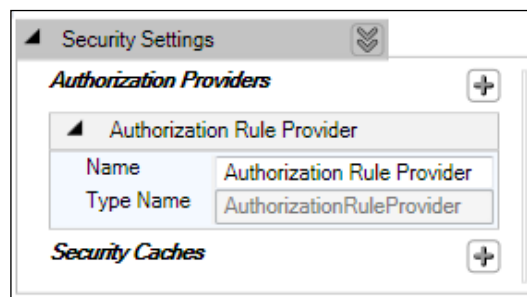 Security Settings
Authorization Providers
Authorization Rule Provider
Name Authorization Rule Provider
Type Name AuthorizationRuleProvider
Security Caches